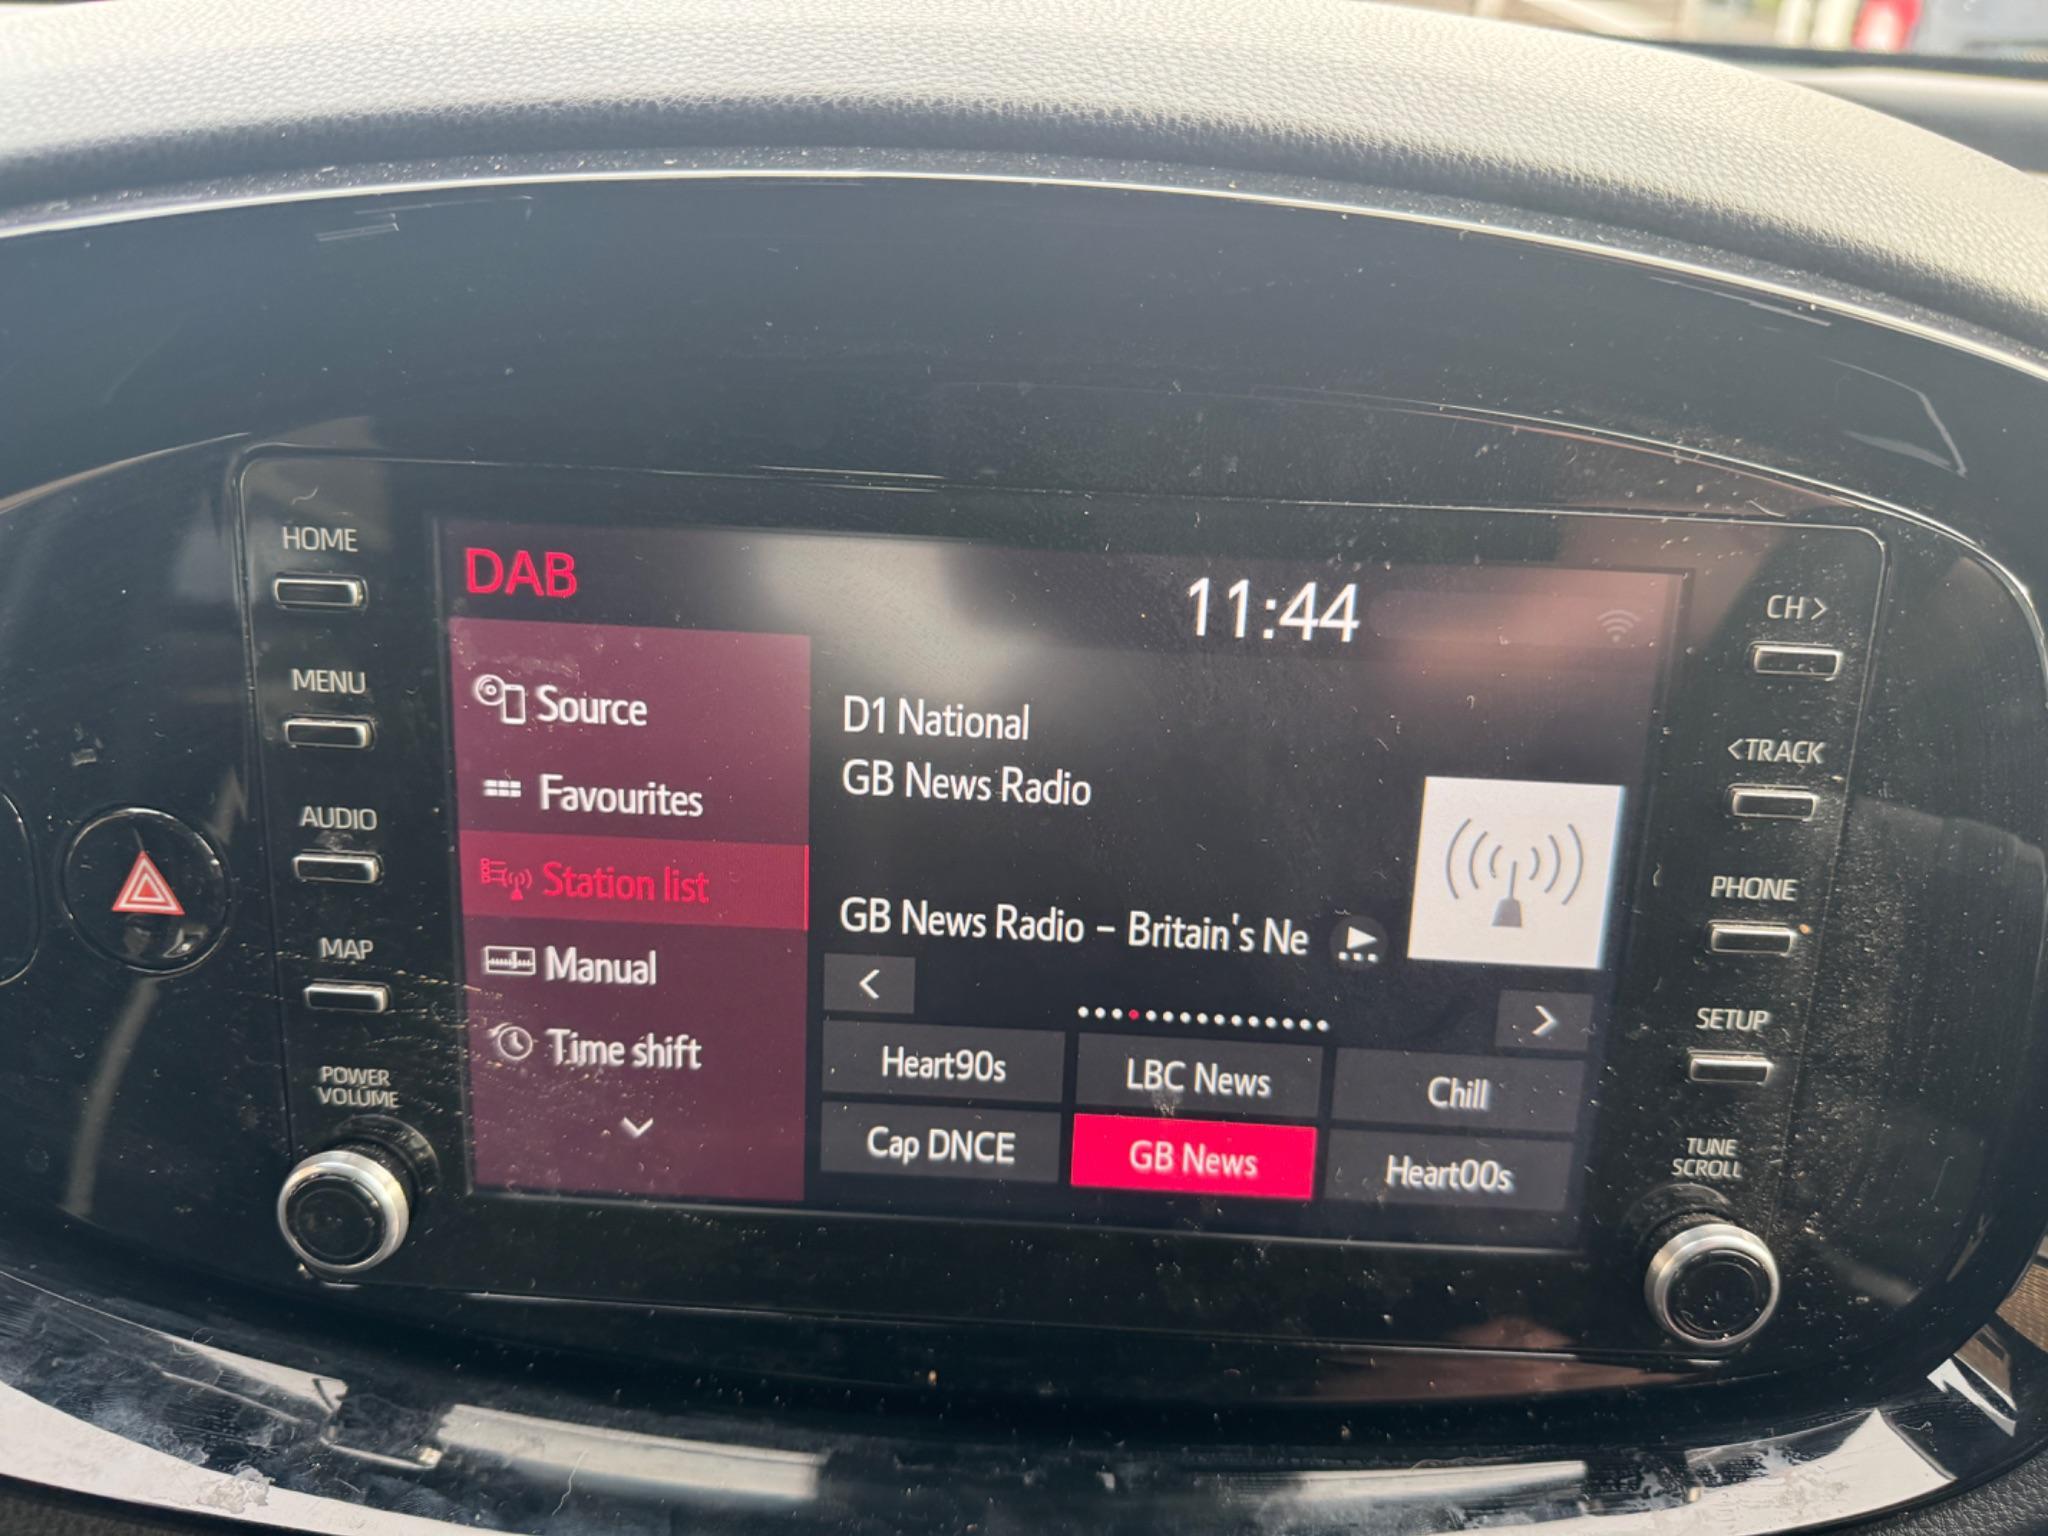 HOME
MENU
AUDIO
MAP
POWER
VOLUME
DAB
11:44
Source
Favourites
Station list
Manual
Time shift
D1 National
GB News Radio
GB News Radio – Britain's Ne
Heart90s
LBC News
Chill
Cap DNCE
GB News
Heart00s
CH>
<TRACK
PHONE
SETUP
TUNE
SCROLL